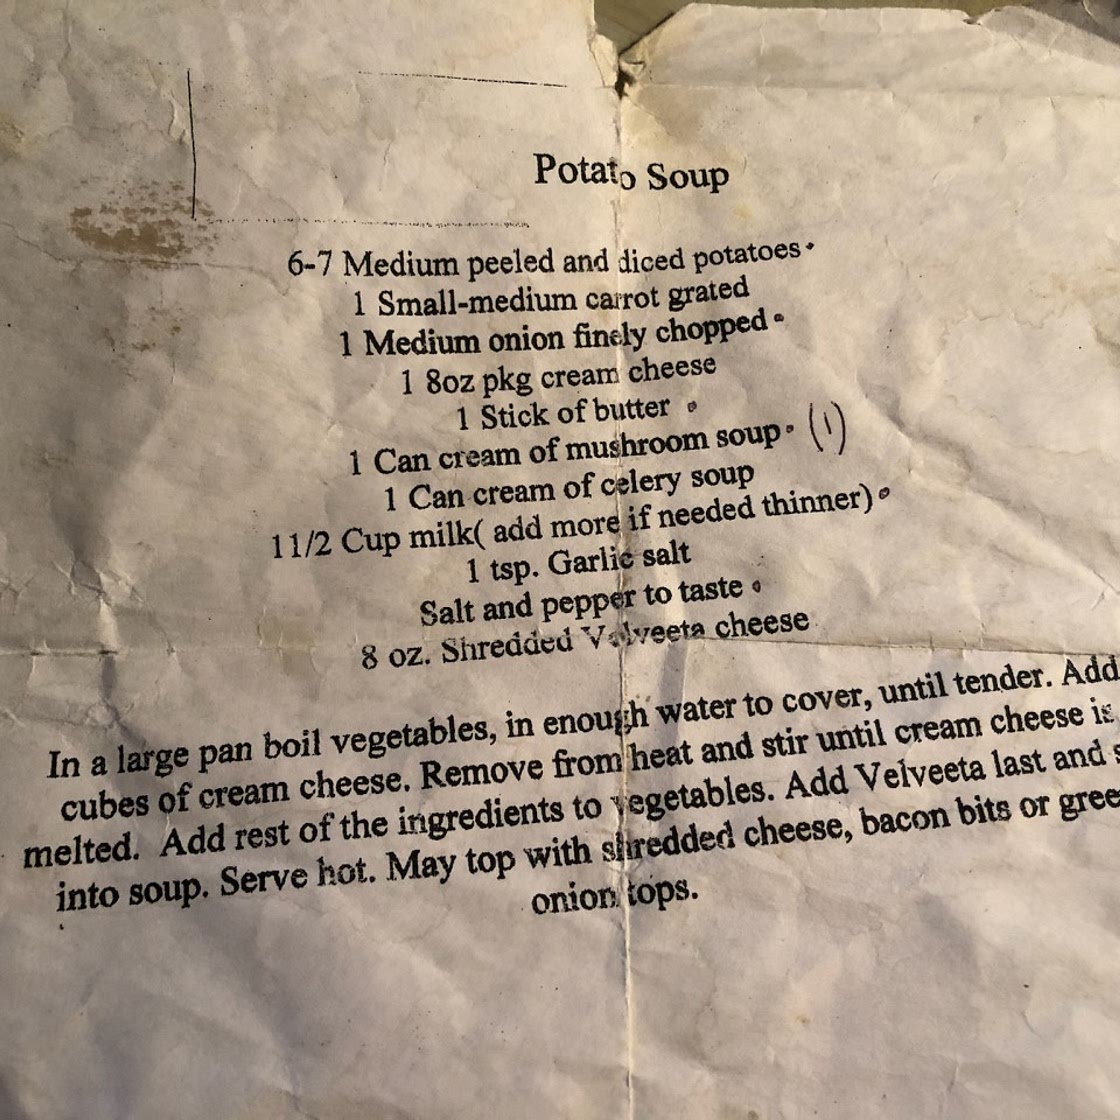 Potato Soup
6-7 Medium peeled and diced potatoes
1 Small-medium carrot grated
1 Medium onion finely chopped
1 8oz pkg cream cheese
1 Stick of butter
1 Can cream of mushroom soup (1)
1 Can cream of celery soup
11/2 Cup milk( add more if needed thinner)
1 tsp. Garlic salt
Salt and pepper to taste
8 oz. Shredded Velveeta cheese
In a large pan boil vegetables, in enough water to cover, until tender. Add
cubes of cream cheese. Remove from heat and stir until cream cheese is
melted. Add rest of the ingredients to vegetables. Add Velveeta last and
into soup. Serve hot. May top with shredded cheese, bacon bits or
onion tops.